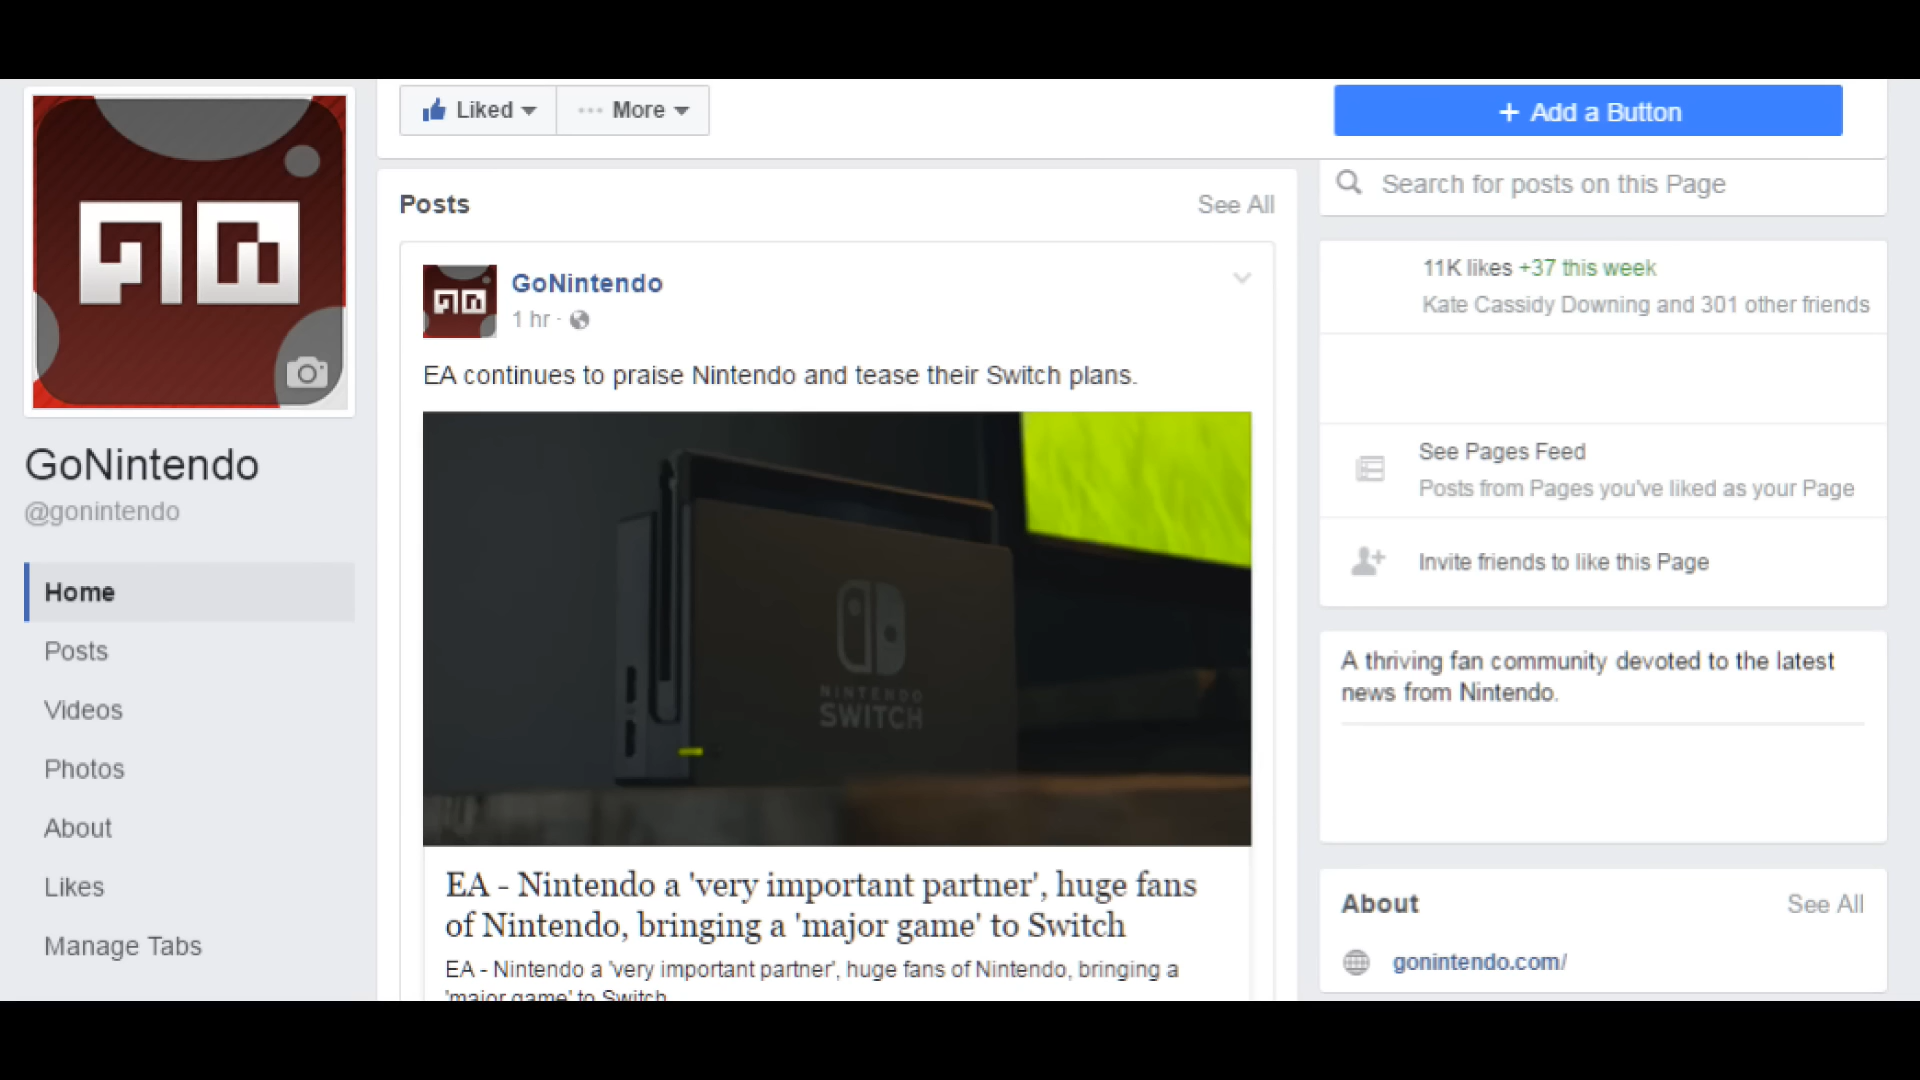 Liked
More
+ Add a Button
GoNintendo
@gonintendo
Home
Posts
Videos
Photos
About
Likes
Manage Tabs
Posts
See All
GoNintendo
1 hr ·
EA continues to praise Nintendo and tease their Switch plans.
NINTENDO
SWITCH
EA - Nintendo a 'very important partner', huge fans
of Nintendo, bringing a 'major game' to Switch
EA - Nintendo a 'very important partner', huge fans of Nintendo, bringing a
'major game' to Switch
Search for posts on this Page
11K likes +37 this week
Kate Cassidy Downing and 301 other friends
See Pages Feed
Posts from Pages you've liked as your Page
Invite friends to like this Page
A thriving fan community devoted to the latest
news from Nintendo.
About
See All
gonintendo.com/